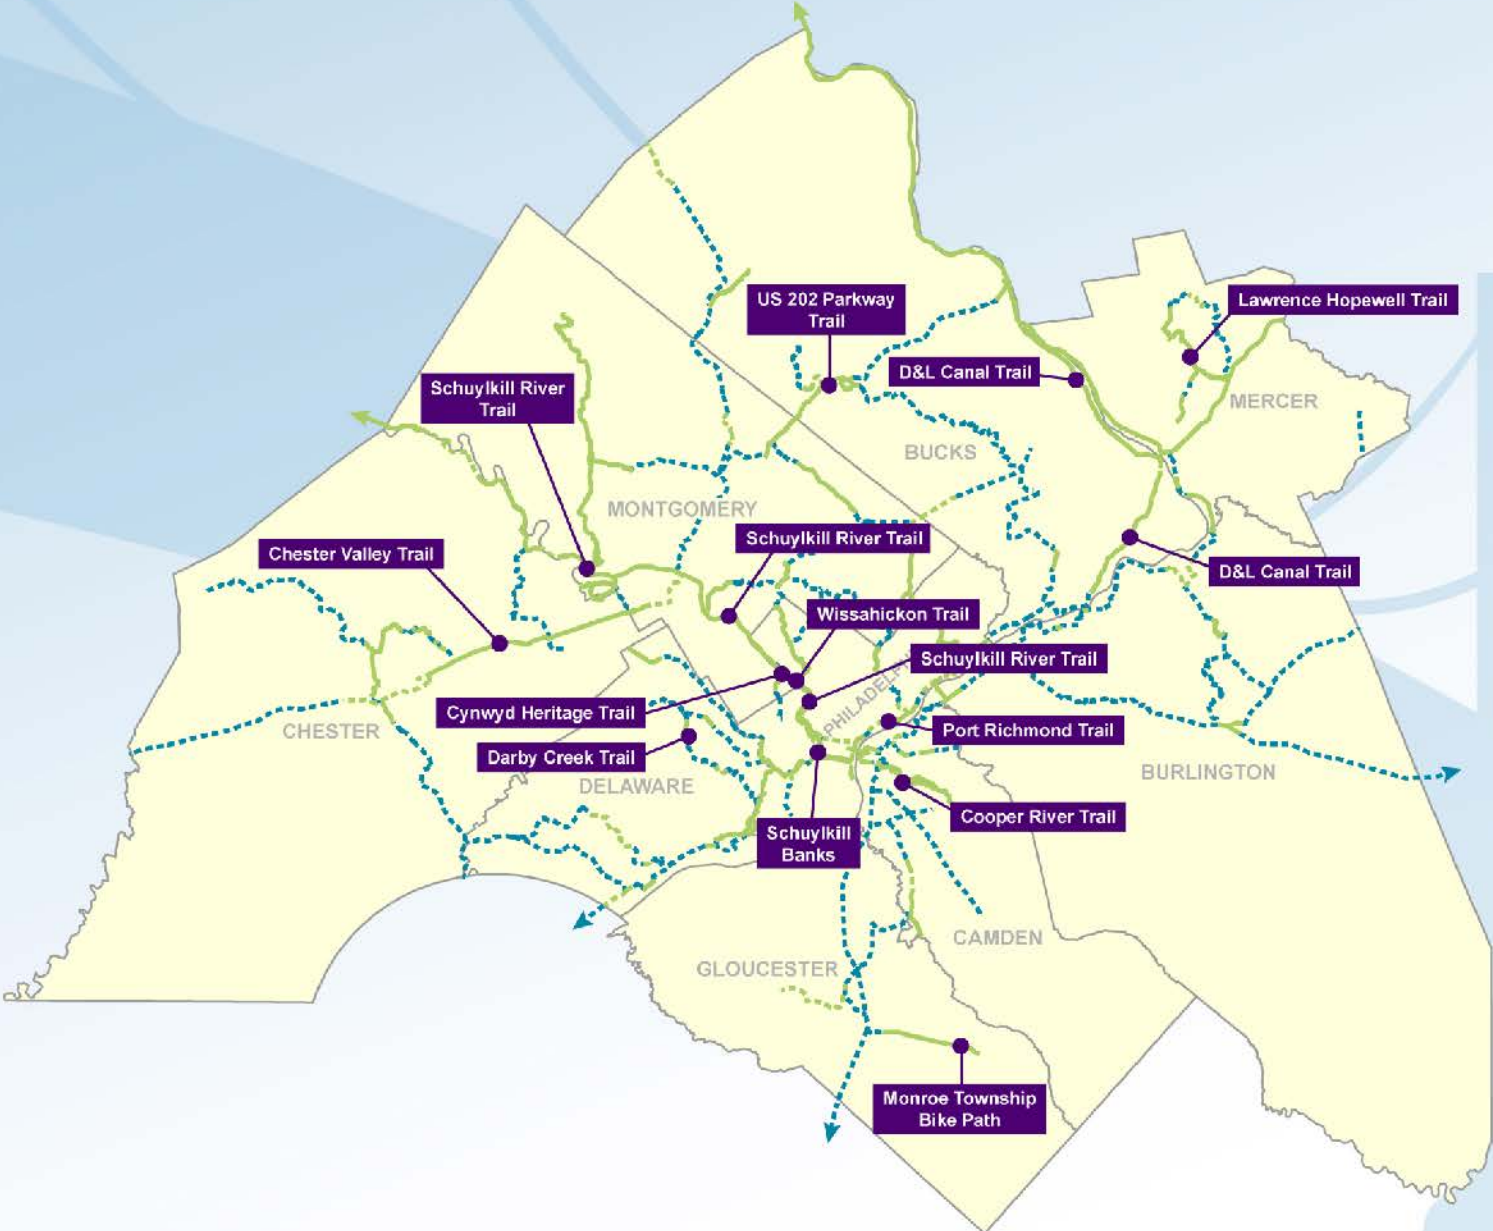 US 202 Parkway
Trail
Lawrence Hopewell Trail
D&L Canal Trail
Schuylkill River
Trail
MERCER
BUCKS
MONTGOMERY
Schuylkill River Trail
Chester Valley Trail
D&L Canal Trail
Wissahickon Trail
Schuylkill River Trail
PHILADELPHIA
Cynwyd Heritage Trail
CHESTER
Port Richmond Trail
Darby Creek Trail
BURLINGTON
DELAWARE
Cooper River Trail
Schuylkill
Banks
CAMDEN
GLOUCESTER
Monroe Township
Bike Path